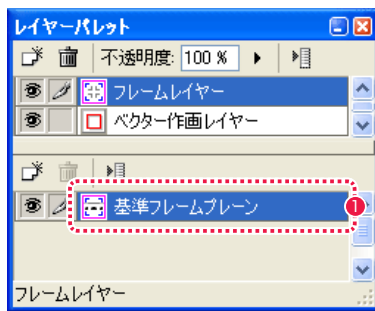 レイヤーパレット
不透明度: 100 %
フレームレイヤー
ベクター作画レイヤー
基準フレームプレーン
1
フレームレイヤー